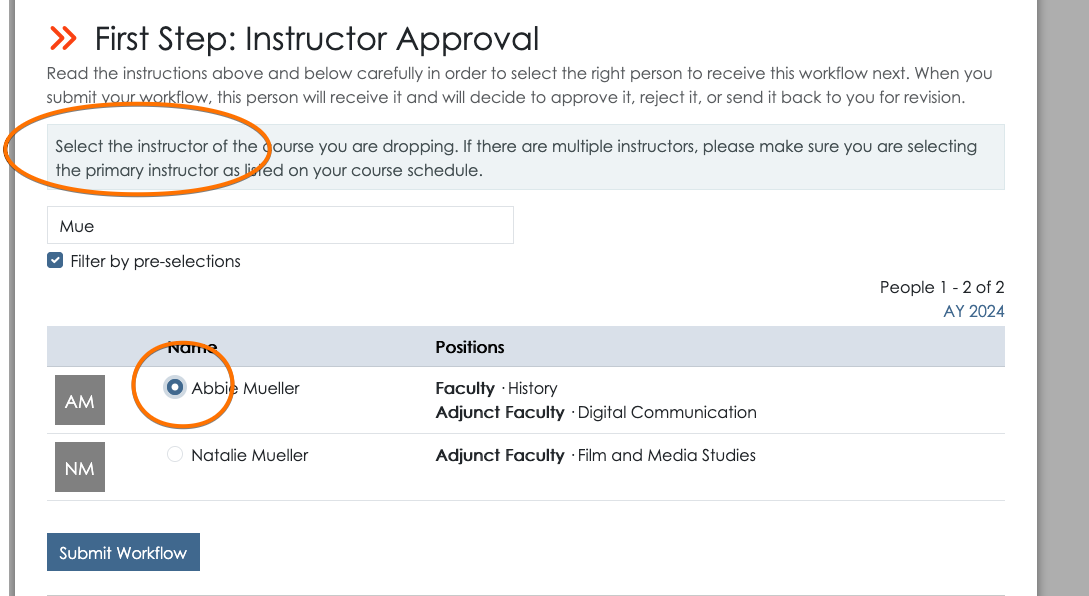 First Step: Instructor Approval
Read the instructions above and below carefully in order to select the right person to receive this workflow next. When you
submit your workflow, this person will receive it and will decide to approve it, reject it, or send it back to you for revision.
Select the instructor of the course you are dropping. If there are multiple instructors, please make sure you are selecting
the primary instructor as listed on your course schedule.
Mue
Filter by pre-selections
People 1 - 2 of 2
AY 2024
Name Positions
AM Abbie Mueller Faculty · History
Adjunct Faculty · Digital Communication
NM Natalie Mueller Adjunct Faculty · Film and Media Studies
Submit Workflow